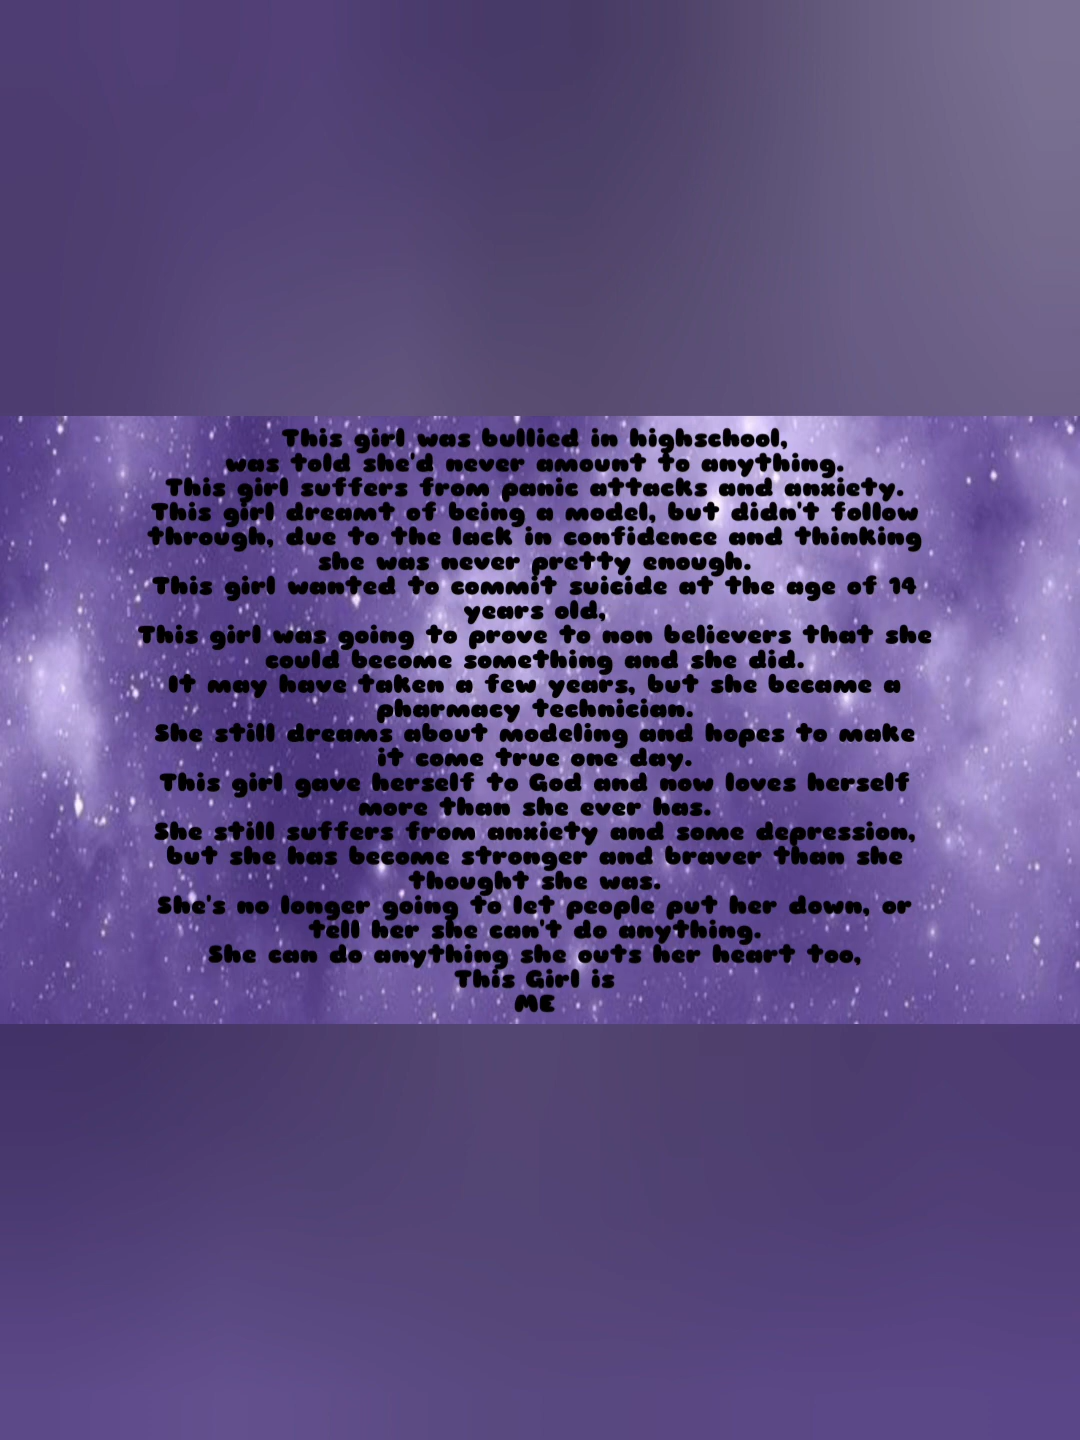 This girl was bullied in highschool,
was told she'd never amount to anything.
This girl suffers from panic attacks and anxiety.
This girl dreamt of being a model, but didn't follow
through, due to the lack in confidence and thinking
she was never pretty enough.
This girl wanted to commit suicide at the age of 14
years old,
This girl was going to prove to non believers that she
could become something and she did.
It may have taken a few years, but she became a
pharmacy technician.
She still dreams about modeling and hopes to make
it come true one day.
This girl gave herself to God and now loves herself
more than she ever has.
She still suffers from anxiety and some depression,
but she has become stronger and braver than she
thought she was.
She's no longer going to let people put her down, or
tell her she can't do anything.
She can do anything she outs her heart too,
This Girl is
ME